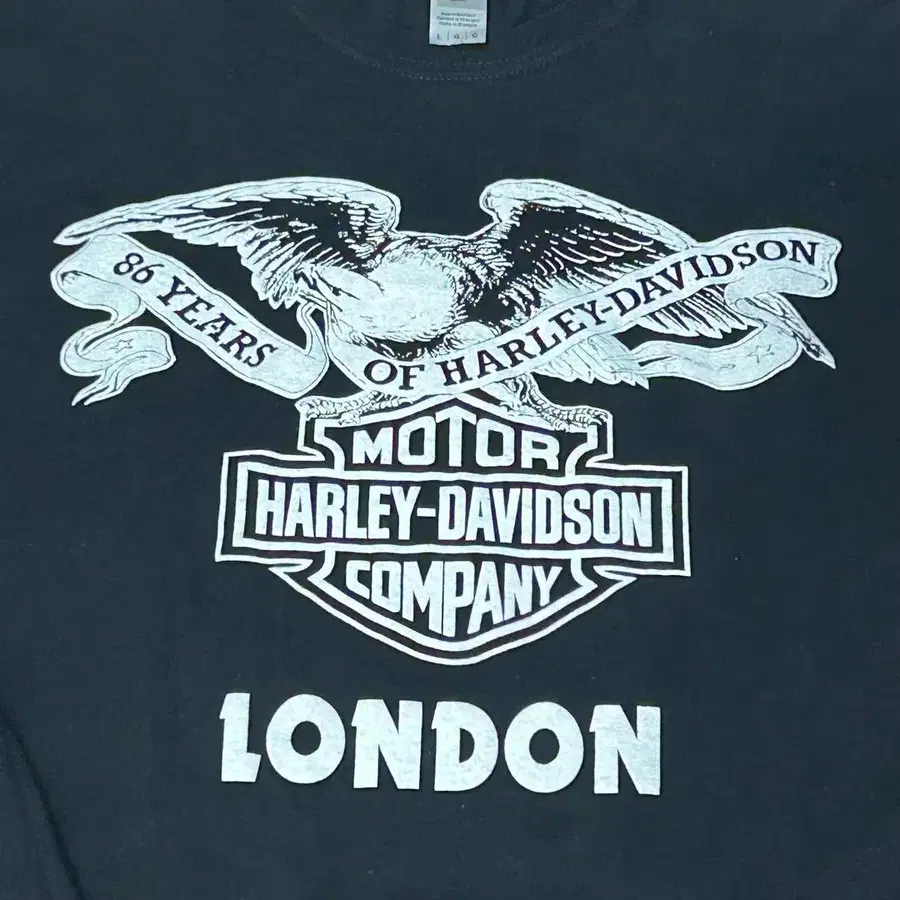 L G G
86 YEARS
OF HARLEY-DAVIDSON
MOTOR
HARLEY-DAVIDSON
COMPANY
LONDON